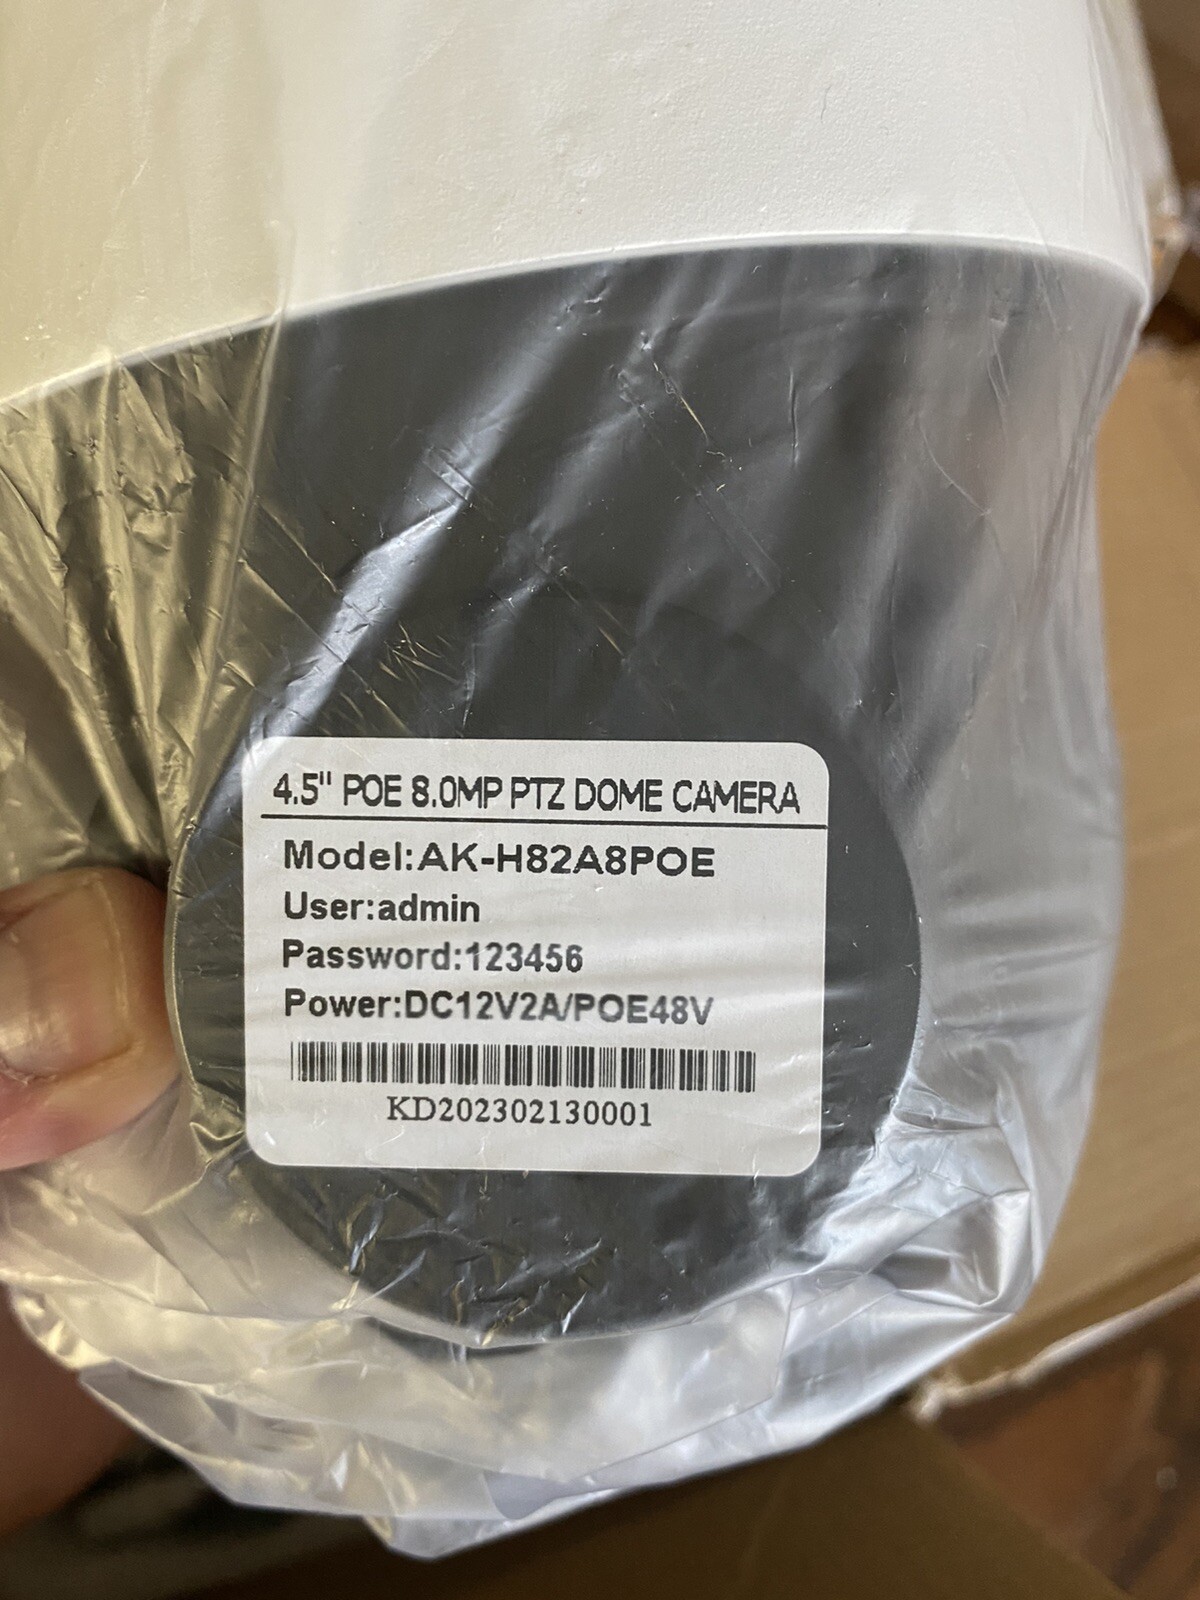 4.5" POE 8.0MP PTZ DOME CAMERA
Model:AK-H82A8POE
User:admin
Password:123456
Power:DC12V2A/POE48V
KD202302130001